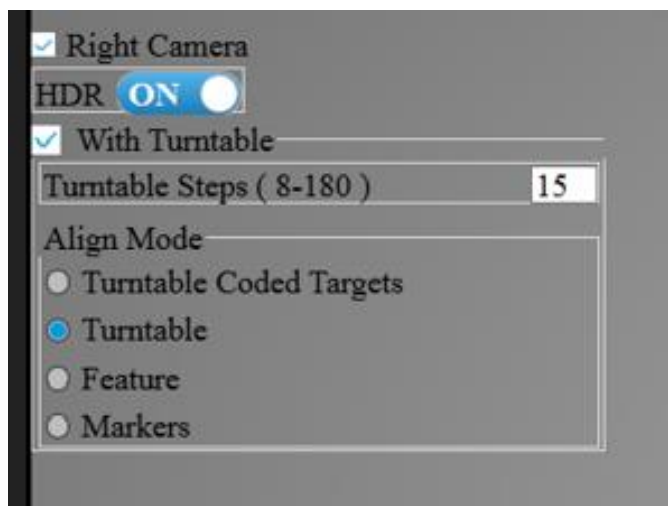 Right Camera
HDR ON
With Turntable
Turntable Steps ( 8-180 ) 15
Align Mode
Turntable Coded Targets
Turntable
Feature
Markers